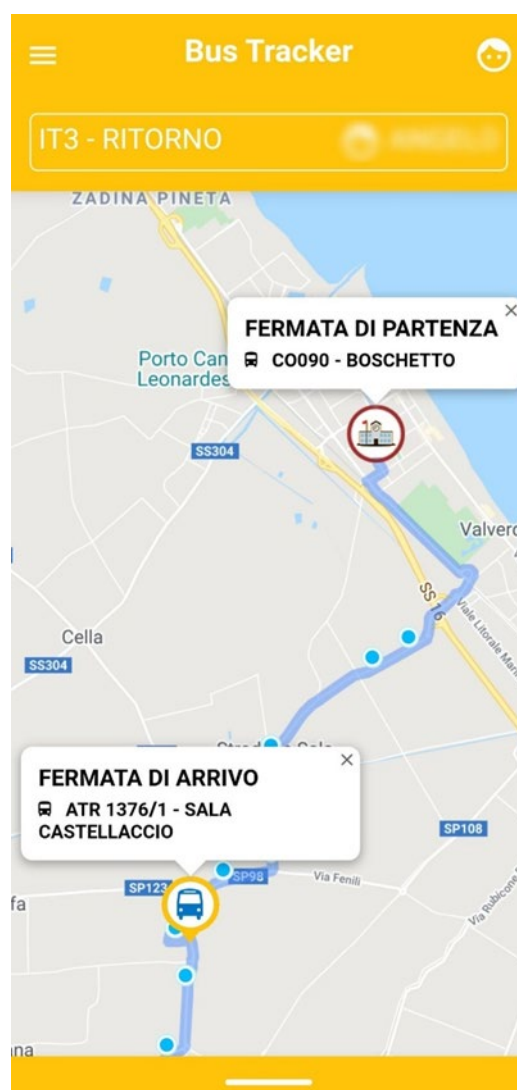 Bus Tracker
IT3 - RITORNO
ZADINA PINETA
FERMATA DI PARTENZA
CO090 - BOSCHETTO
Porto Can
Leonardes
SS304
Valverd
SS 16
Viale Litorale Mar
Cella
SS304
FERMATA DI ARRIVO
ATR 1376/1 - SALA
CASTELLACCIO
SP108
SP98
Via Fenili
SP123
fa
Via Rubicone
ana